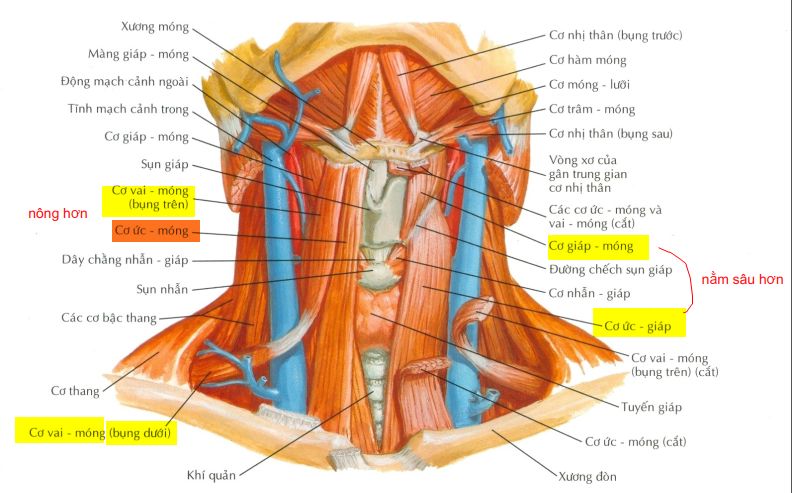 Xương móng
Màng giáp - móng
Động mạch cảnh ngoài
Tĩnh mạch cảnh trong
Cơ giáp - móng
Sụn giáp
Cơ vai - móng
(bụng trên)
nông hơn
Cơ ức - móng
Dây chằng nhẫn - giáp
Sụn nhẫn
Các cơ bậc thang
Cơ thang
Cơ vai - móng (bụng dưới)
Khí quản
Cơ nhị thân (bụng trước)
Cơ hàm móng
Cơ móng - lưỡi
Cơ trâm - móng
Cơ nhị thân (bụng sau)
Vòng xơ của
gân trung gian
cơ nhị thân
Các cơ ức - móng và
vai - móng (cắt)
Cơ giáp - móng
Đường chếch sụn giáp
nằm sâu hơn
Cơ nhẫn - giáp
Cơ ức - giáp
Cơ vai - móng
(bụng trên) (cắt)
Tuyến giáp
Cơ ức - móng (cắt)
Xương đòn